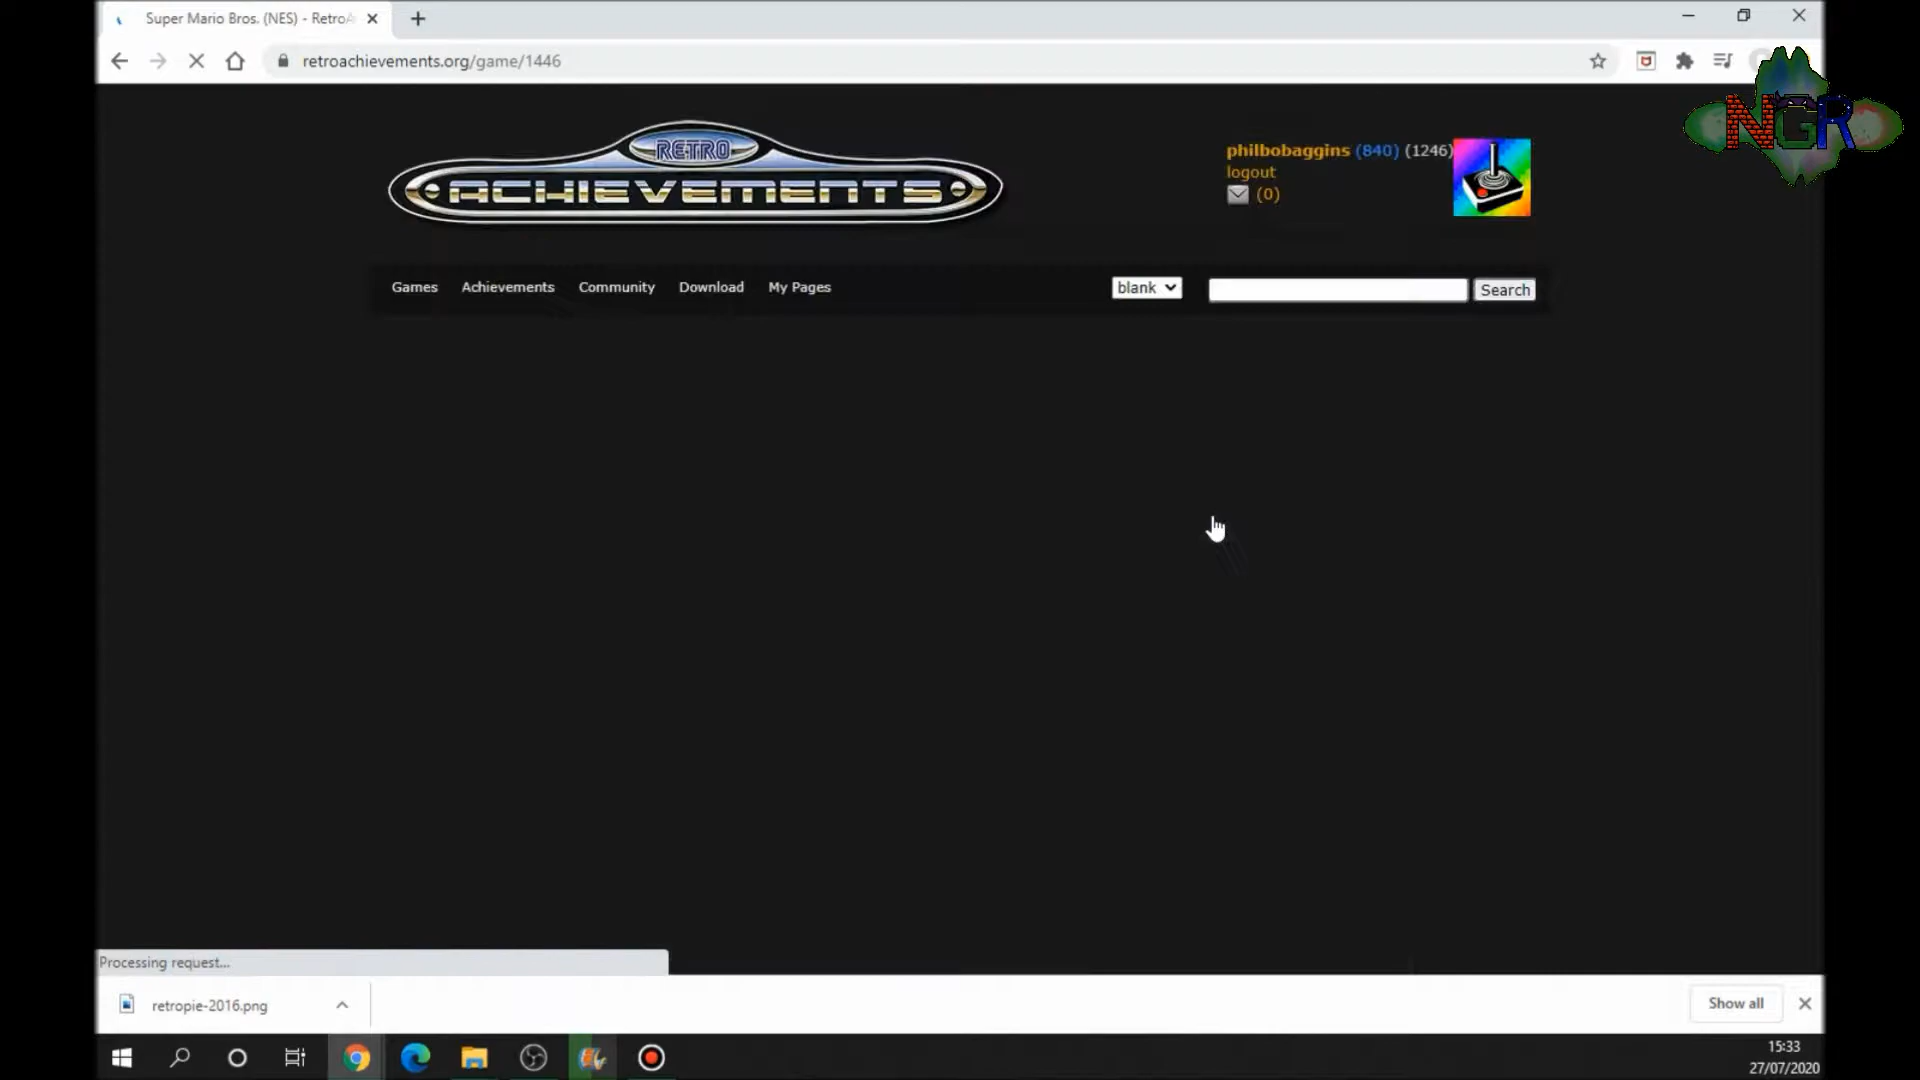 Super Mario Bros. (NES) - RetroA
retroachievements.org/game/1446
NGR
RETRO
ACHIEVEMENTS
philbobaggins (840) (1246)
logout
(0)
Games Achievements Community Download My Pages blank Search
Processing request...
retropie-2016.png Show all
15:33
27/07/2020